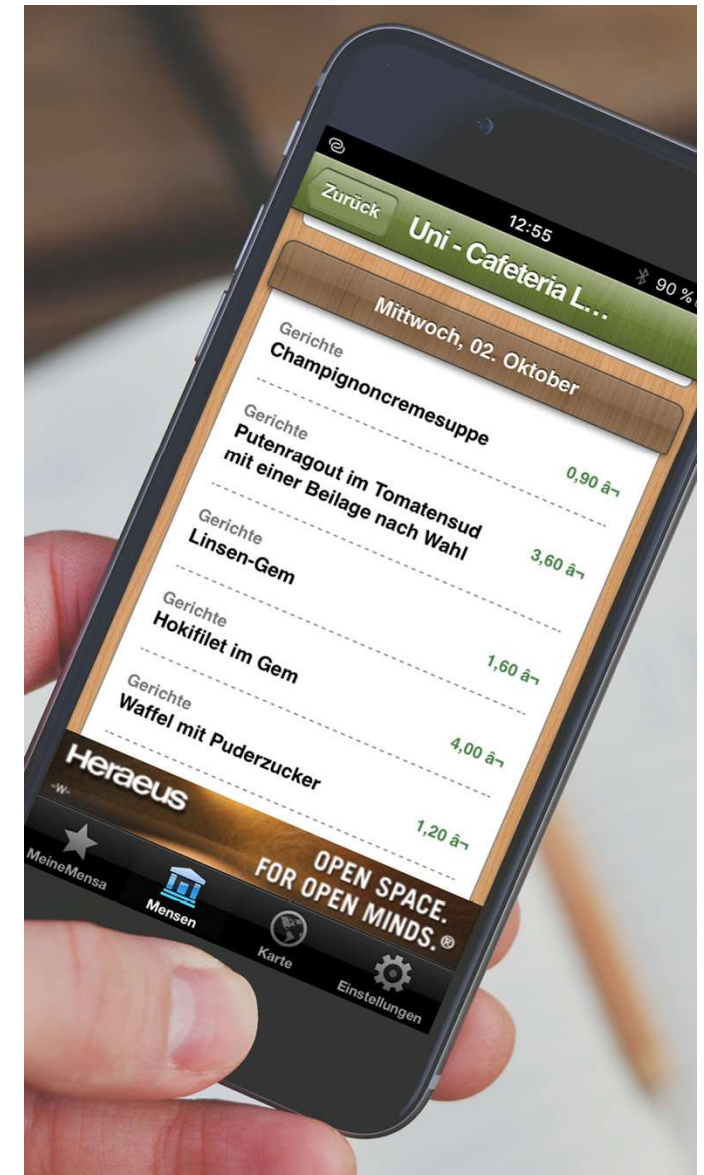 12:55
90 %
Zurück
Uni - Cafeteria L...
Mittwoch, 02. Oktober
Gerichte
Champignoncremesuppe
0,90 â¬
Gerichte
Putenragout im Tomatensud
mit einer Beilage nach Wahl
3,60 â¬
Gerichte
Linsen-Gem
1,60 â¬
Gerichte
Hokifilet im Gem
4,00 â¬
Gerichte
Waffel mit Puderzucker
1,20 â¬
Heraeus
-W-
OPEN SPACE.
FOR OPEN MINDS.®
MeineMensa
Mensen
Karte
Einstellungen